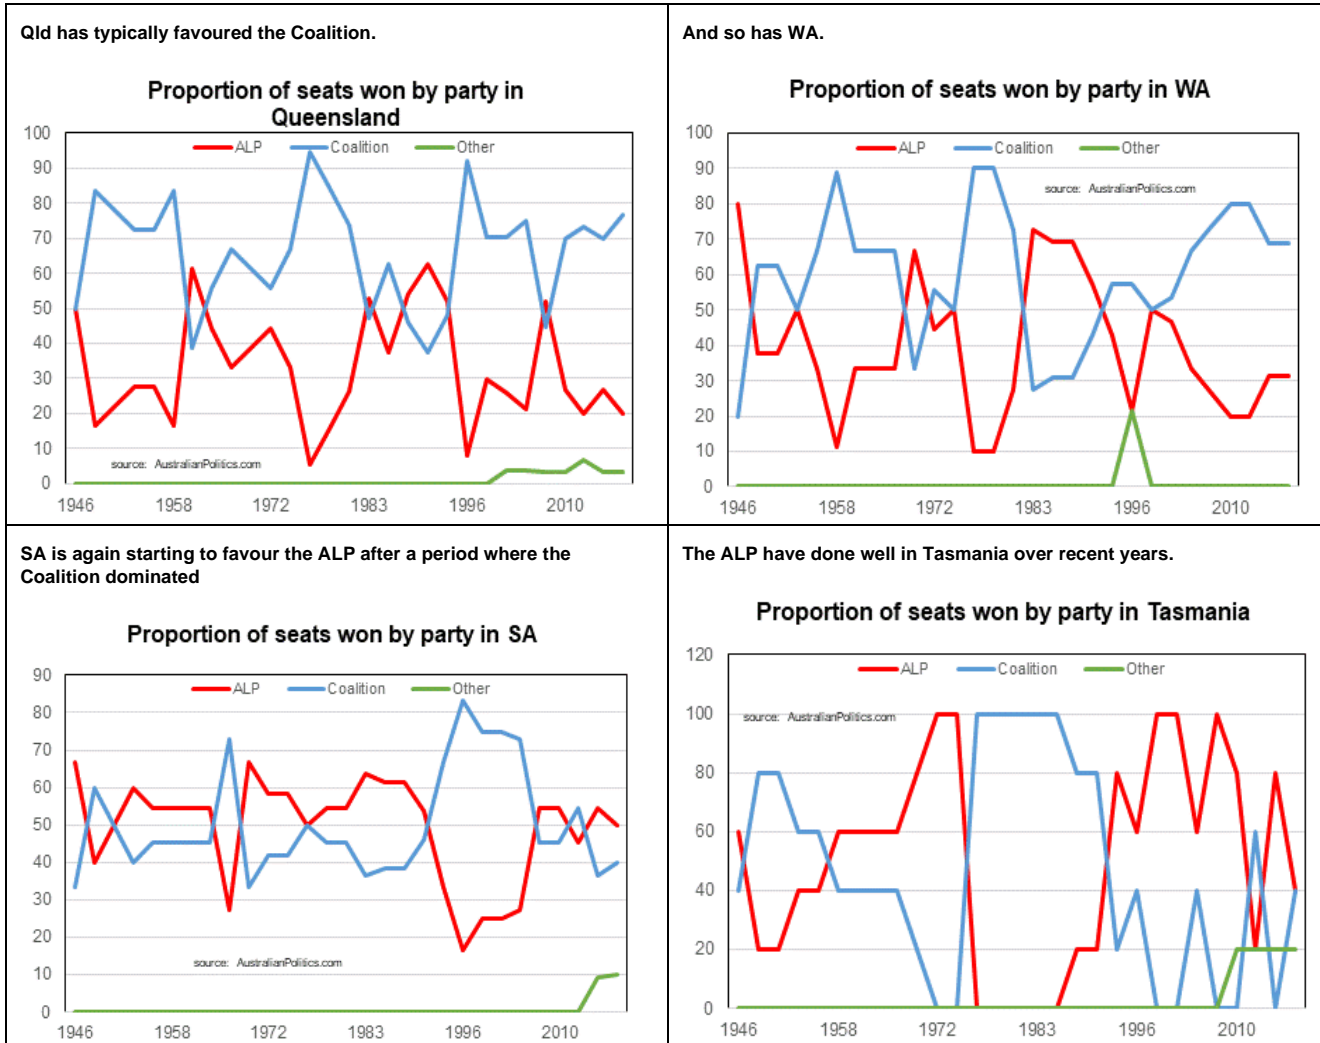 Qld has typically favoured the Coalition.
Proportion of seats won by party in
Queensland
100
ALP
Coalition
Other
90
80
70
60
50
40
30
20
10
source: AustralianPolitics.com
0
1946
1958
1972
1983
1996
2010
And so has WA.
Proportion of seats won by party in WA
100
ALP
Coalition
Other
90
source: AustralianPolitics.com
80
70
60
50
40
30
20
10
0
1946
1958
1972
1983
1996
2010
SA is again starting to favour the ALP after a period where the
Coalition dominated
Proportion of seats won by party in SA
90
ALP
Coalition
Other
80
70
60
50
40
30
20
source: AustralianPolitics.com
10
0
1946
1958
1972
1983
1996
2010
The ALP have done well in Tasmania over recent years.
Proportion of seats won by party in Tasmania
120
ALP
Coalition
Other
100
source: AustralianPolitics.com
80
60
40
20
0
1946
1958
1972
1983
1996
2010